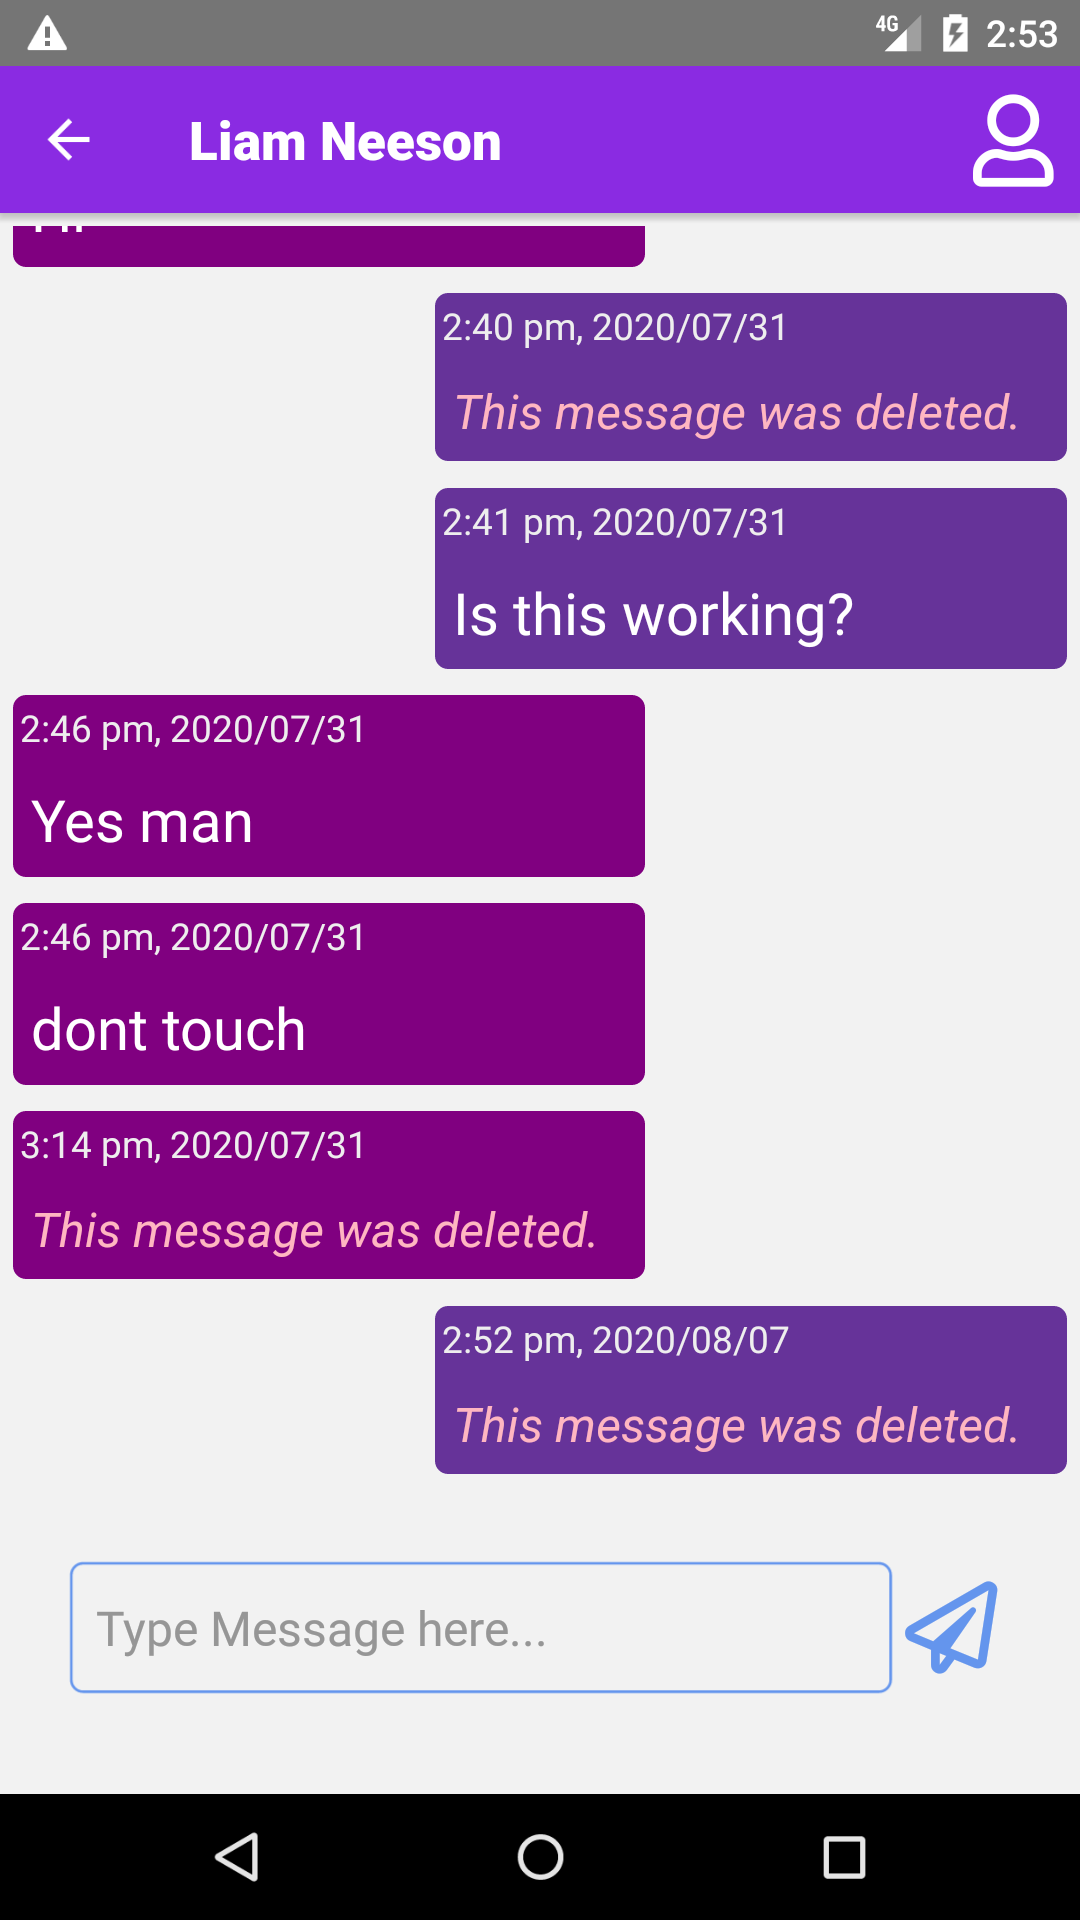 4G 2:53
Liam Neeson
2:40 pm, 2020/07/31
This message was deleted.
2:41 pm, 2020/07/31
Is this working?
2:46 pm, 2020/07/31
Yes man
2:46 pm, 2020/07/31
dont touch
3:14 pm, 2020/07/31
This message was deleted.
2:52 pm, 2020/08/07
This message was deleted.
Type Message here...